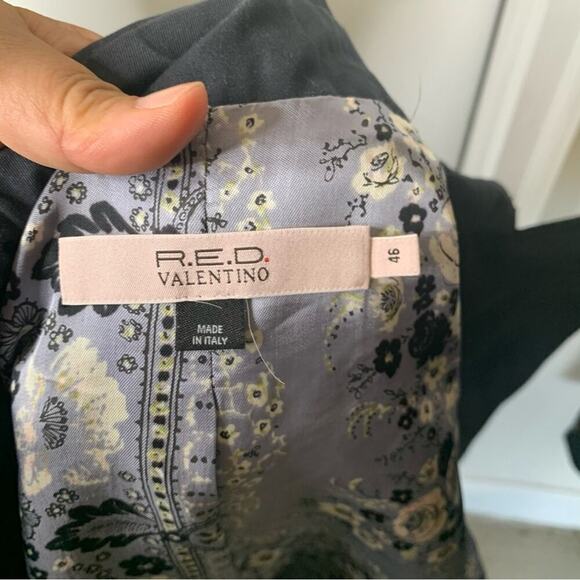 R.E.D.
VALENTINO
46
MADE
IN ITALY